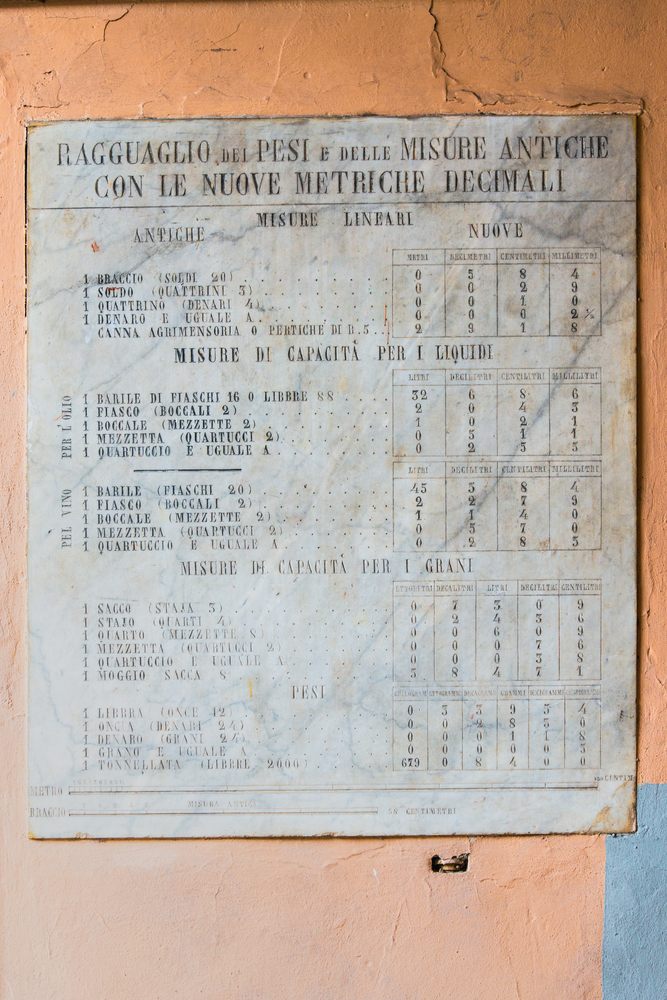 RAGGUAGLIO, DEI PESI E DELLE MISURE ANTICHE
CON LE NUOVE METRICHE DECIMALI
MISURE LINEARI
ANTICHE NUOVE
METRI DECIMETRI CENTIMETRI MILLIMETRI
1 BRACCIO (SOLDI 20) 0 5 8 4
1 SOLDO (QUATTRINI 3) 0 0 2 9
1 QUATTRINO (DENARI 4) 0 0 1 0
1 DENARO E UGUALE A 0 0 0 2
CANNA AGRIMENSORIA O PERTICHE DI B. 5 2 9 1 8
MISURE DI CAPACITÀ PER I LIQUIDI
LITRI DECILITRI CENTILITRI MILLILITRI
PER L'OLIO
1 BARILE DI FIASCHI 16 O LIBBRE 88 32 6 8 6
1 FIASCO (BOCCALI 2) 2 0 4 3
1 BOCCALE (MEZZETTE 2) 1 0 2 1
1 MEZZETTA (QUARTUCCI 2) 0 5 1 1
1 QUARTUCCIO E UGUALE A 0 2 5 5
LITRI DECILITRI CENTILITRI MILLILITRI
PEL VINO
1 BARILE (FIASCHI 20) 45 5 8 4
1 FIASCO (BOCCALI 2) 2 2 7 9
1 BOCCALE (MEZZETTE 2) 1 1 4 0
1 MEZZETTA (QUARTUCCI 2) 0 5 7 0
1 QUARTUCCIO E UGUALE A 0 2 8 5
MISURE DI CAPACITÀ PER I GRANI
ETTOLITRI DECALITRI LITRI DECILITRI CENTILITRI
1 SACCO (STAJA 3) 0 7 3 0 9
1 STAJO (QUARTI 4) 0 2 4 3 6
1 QUARTO (MEZZETTE 8) 0 0 6 0 9
1 MEZZETTA (QUARTUCCI 2) 0 0 0 7 6
1 QUARTUCCIO E UGUALE A 0 0 0 3 8
1 MOGGIO SACCA 8 5 8 4 7 1
PESI
1 LIBBRA (ONCE 12) 0 3 3 9 5 4
1 ONCIA (DENARI 24) 0 0 2 8 3 0
1 DENARO (GRANI 24) 0 0 0 1 1 8
1 GRANO E UGUALE A 0 0 0 0 0 5
1 TONNELLATA (LIBBRE 2000) 679 0 8 4 0 0
METRO CENTIM
MISURA ANTICA
BRACCIO 58 CENTIMETRI